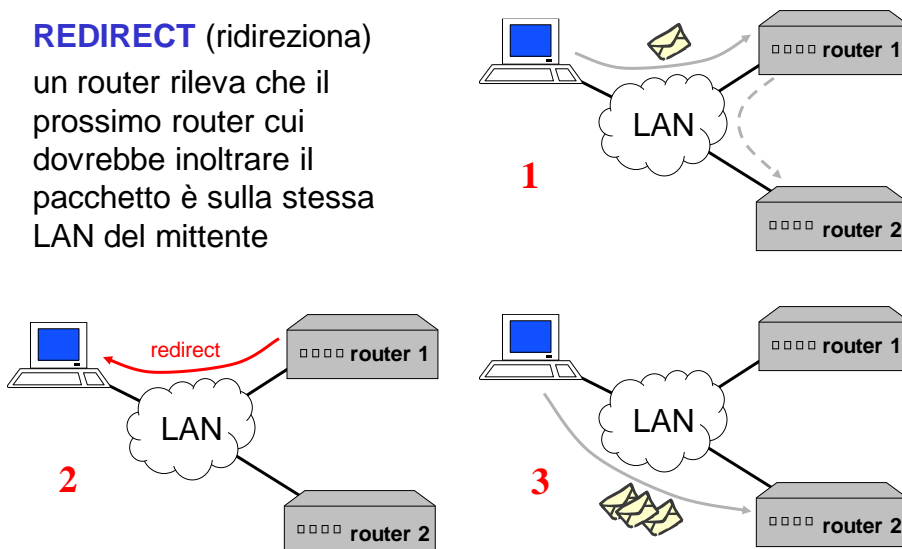 REDIRECT (ridireziona)
un router rileva che il
prossimo router cui
dovrebbe inoltrare il
pacchetto è sulla stessa
LAN del mittente
router 1
LAN
1
router 2
redirect
router 1
LAN
2
router 2
router 1
LAN
3
router 2